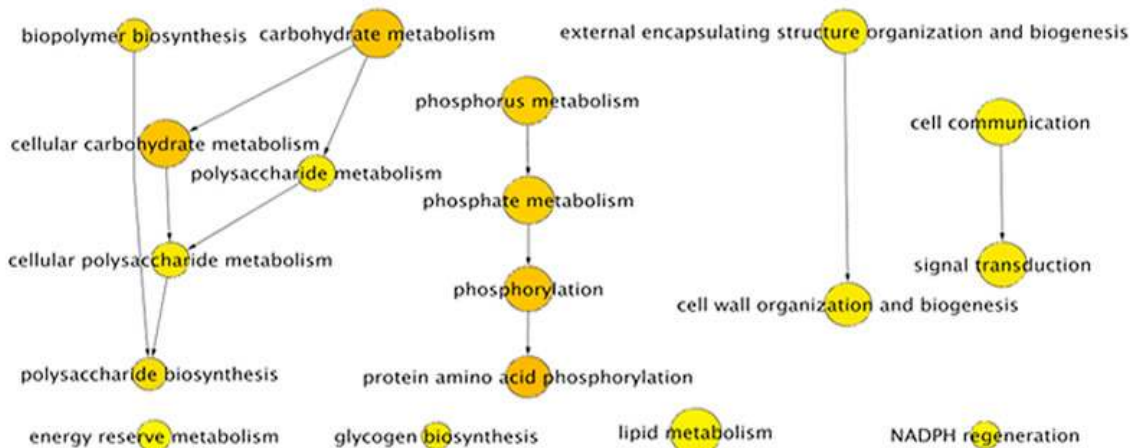 biopolymer biosynthesis
carbohydrate metabolism
external encapsulating structure organization and biogenesis
phosphorus metabolism
cell communication
cellular carbohydrate metabolism
polysaccharide metabolism
phosphate metabolism
cellular polysaccharide metabolism
signal transduction
phosphorylation
cell wall organization and biogenesis
polysaccharide biosynthesis
protein amino acid phosphorylation
energy reserve metabolism
glycogen biosynthesis
lipid metabolism
NADPH regeneration